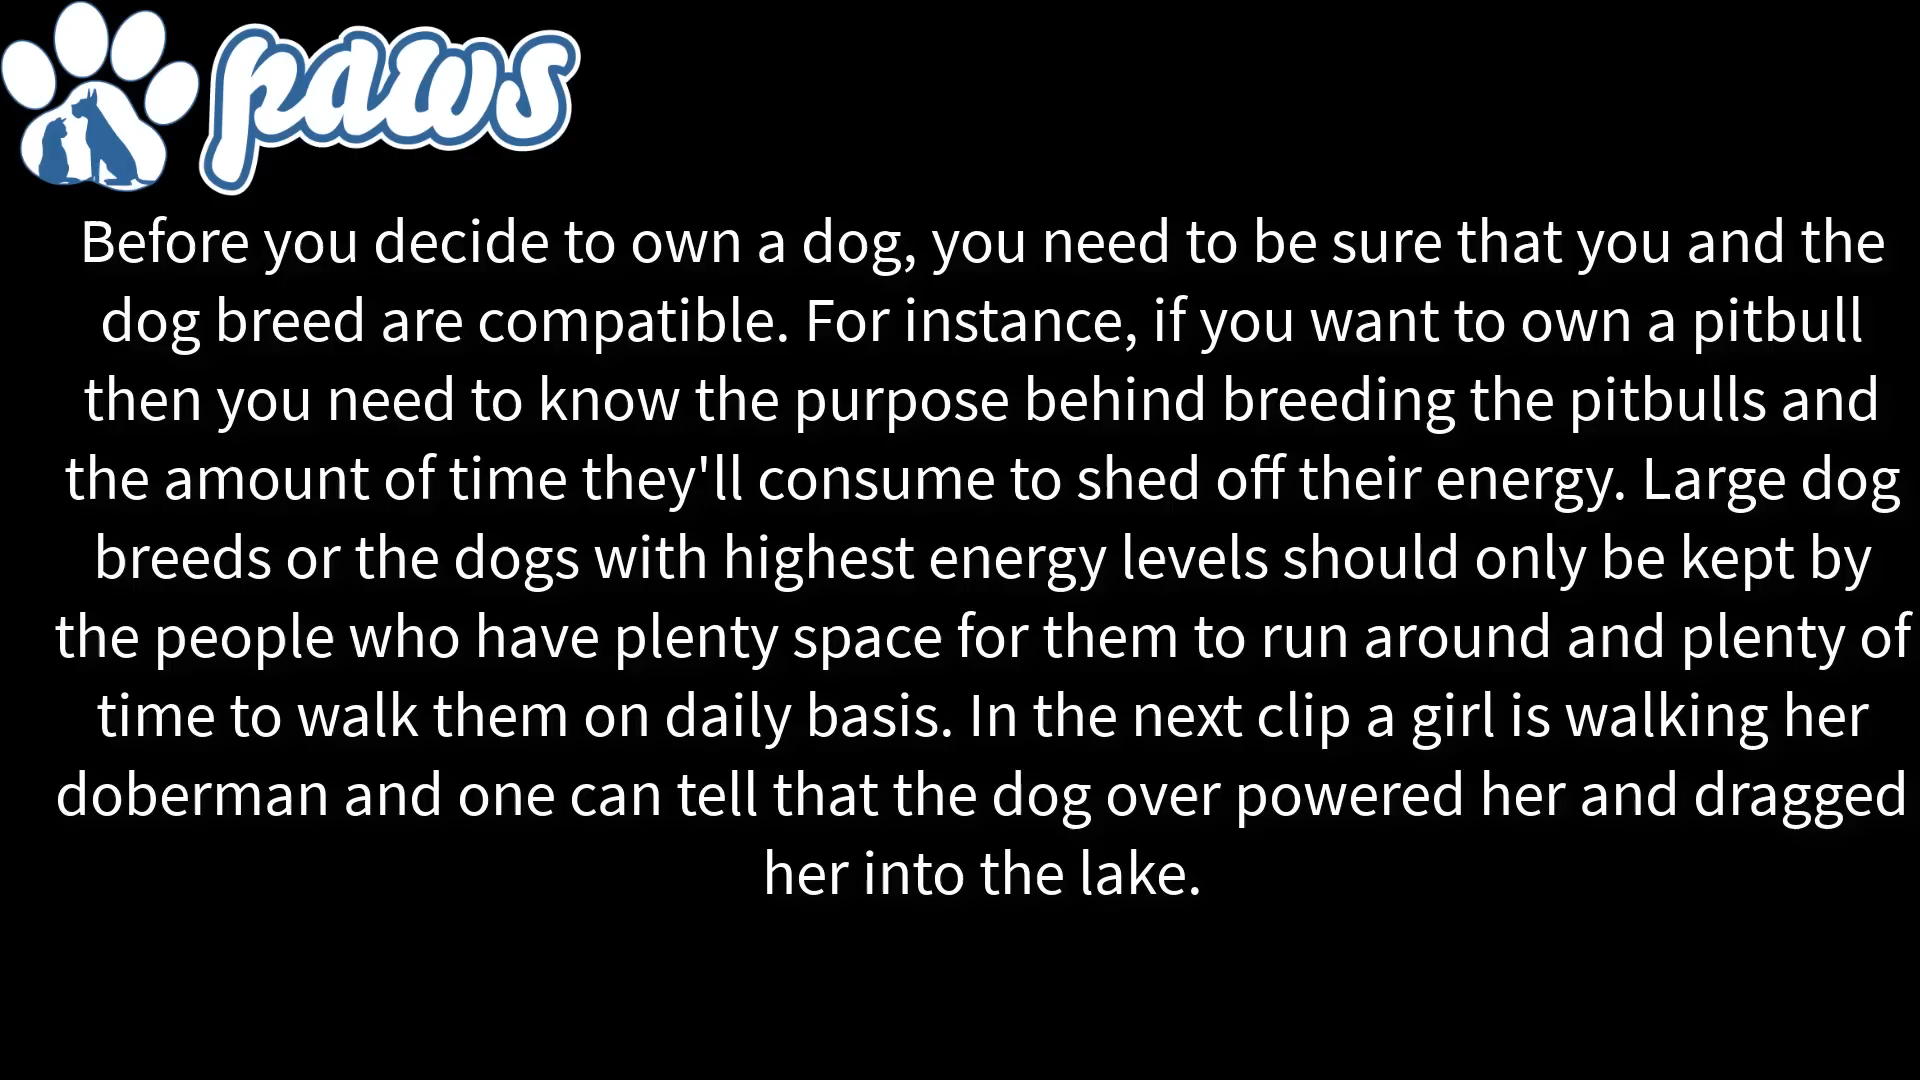 paws
Before you decide to own a dog, you need to be sure that you and the
dog breed are compatible. For instance, if you want to own a pitbull
then you need to know the purpose behind breeding the pitbulls and
the amount of time they'll consume to shed off their energy. Large dog
breeds or the dogs with highest energy levels should only be kept by
the people who have plenty space for them to run around and plenty of
time to walk them on daily basis. In the next clip a girl is walking her
doberman and one can tell that the dog over powered her and dragged
her into the lake.